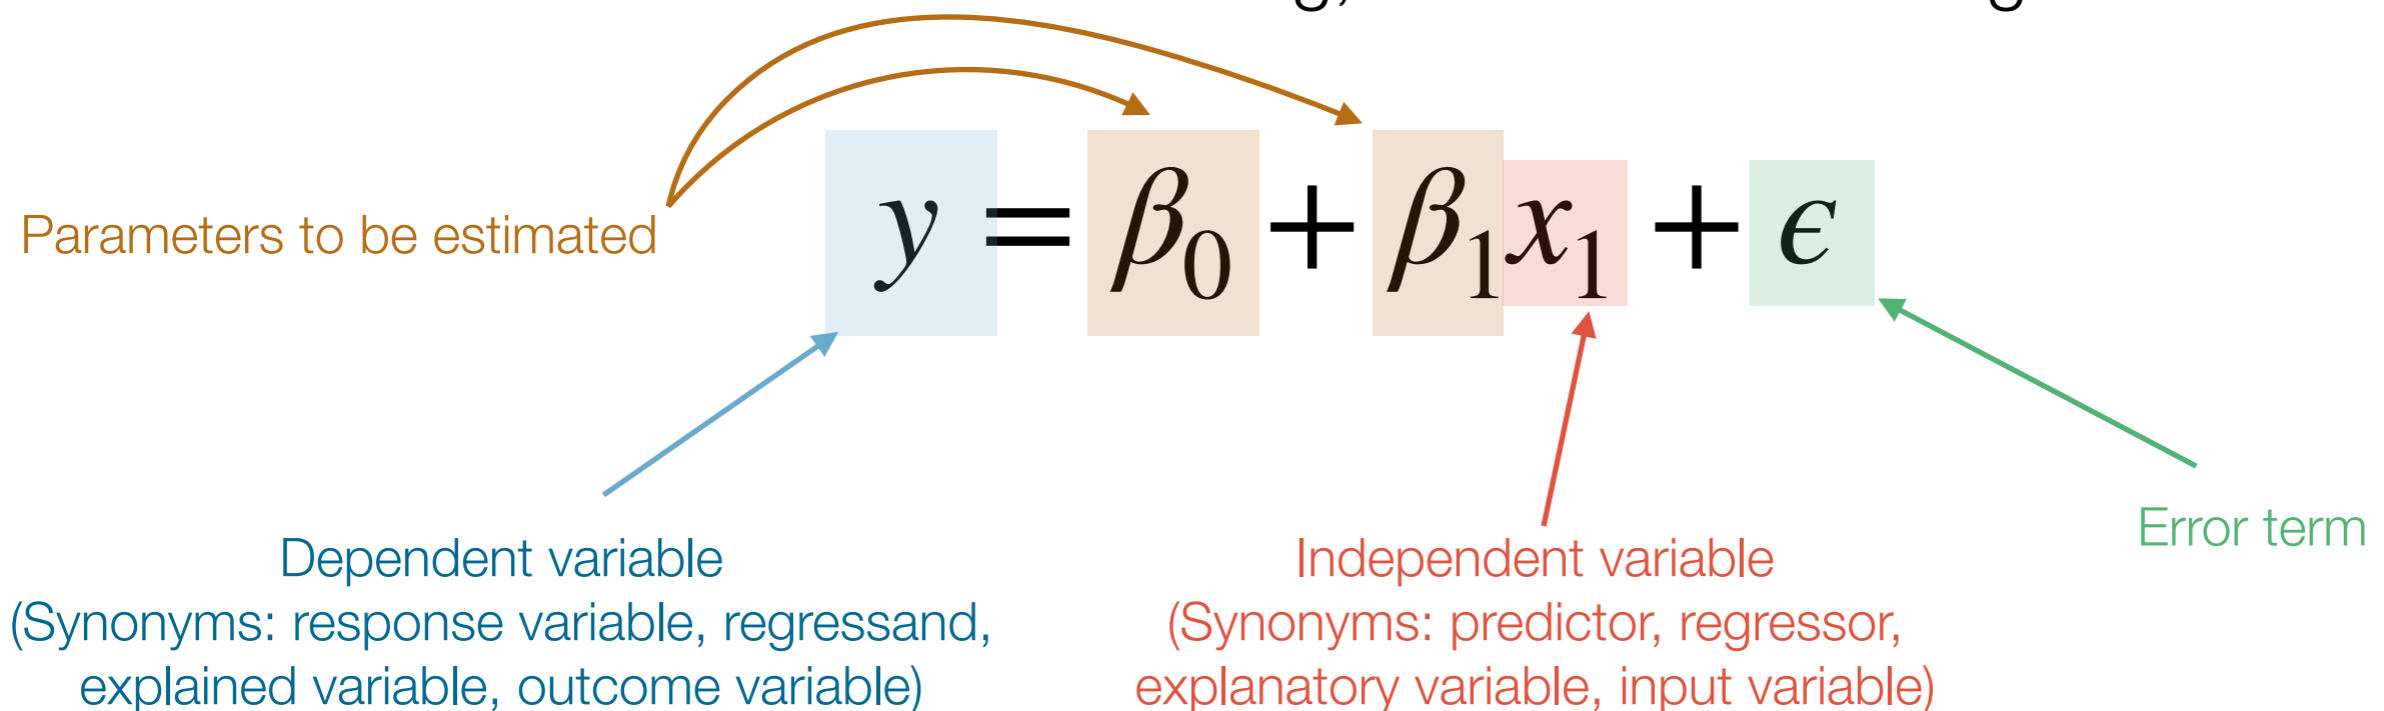 y = β₀ + β₁x₁ + ϵ
Parameters to be estimated
Dependent variable
(Synonyms: response variable, regressand,
explained variable, outcome variable)
Independent variable
(Synonyms: predictor, regressor,
explanatory variable, input variable)
Error term